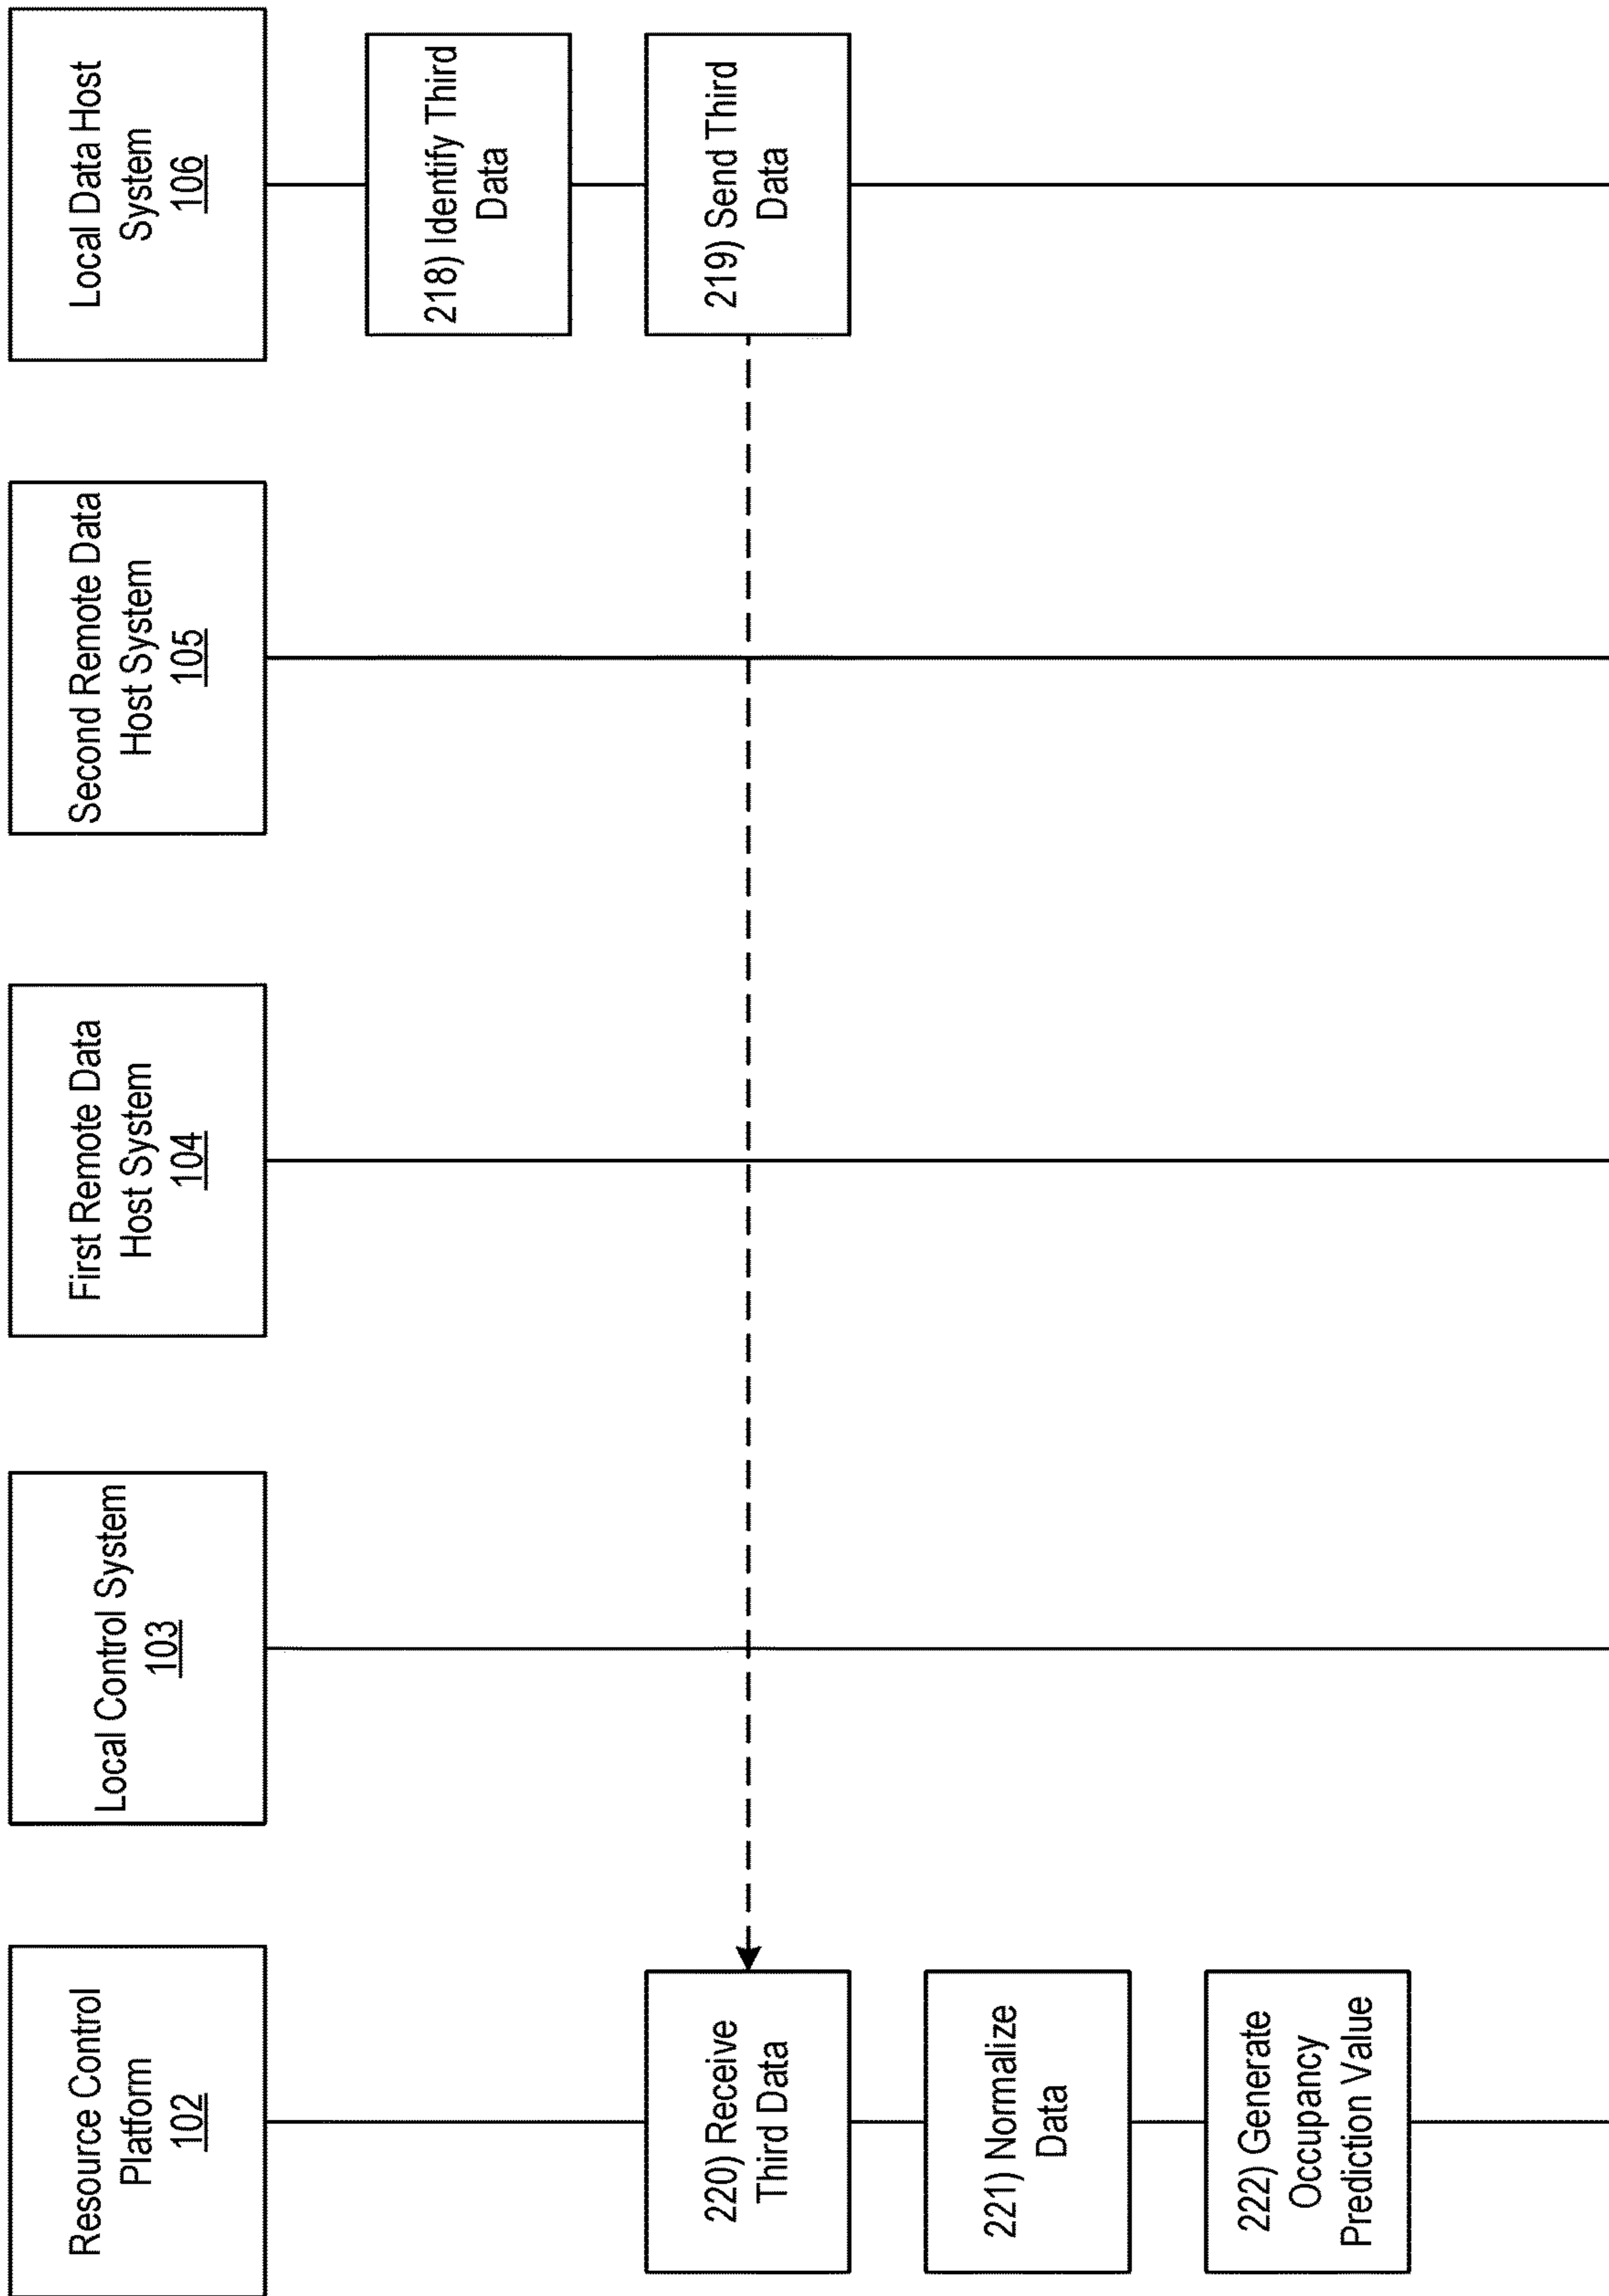 Resource Control
Platform
102
Local Control System
103
First Remote Data
Host System
104
Second Remote Data
Host System
105
Local Data Host
System
106
218) Identify Third
Data
219) Send Third
Data
220) Receive
Third Data
221) Normalize
Data
222) Generate
Occupancy
Prediction Value